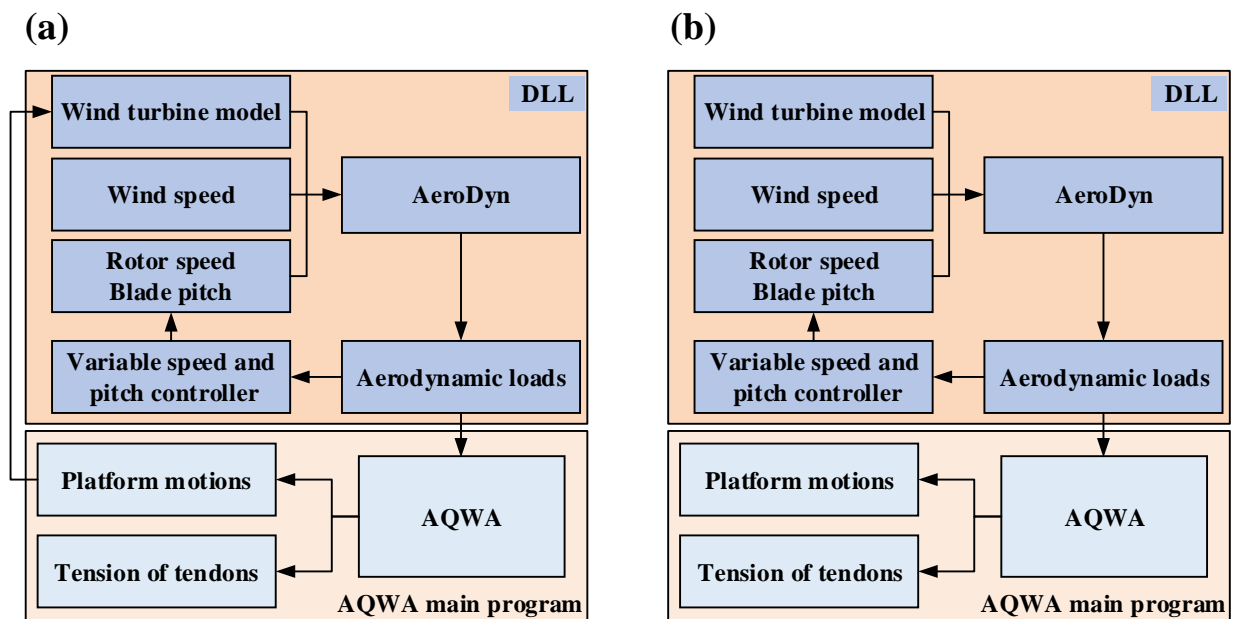 (a)
DLL
Wind turbine model
Wind speed
AeroDyn
Rotor speed
Blade pitch
Variable speed and
pitch controller
Aerodynamic loads
Platform motions
AQWA
Tension of tendons
AQWA main program
(b)
DLL
Wind turbine model
Wind speed
AeroDyn
Rotor speed
Blade pitch
Variable speed and
pitch controller
Aerodynamic loads
Platform motions
AQWA
Tension of tendons
AQWA main program